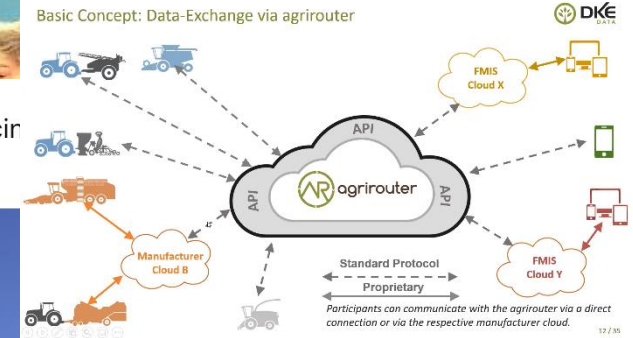 Basic Concept: Data-Exchange via agrirouter
DKE
DATA
cin
FMIS
Cloud X
API
API
API
AR
agrirouter
Manufacturer
Cloud B
Standard Protocol
Proprietary
FMIS
Cloud Y
Participants can communicate with the agrirouter via a direct
connection or via the respective manufacturer cloud.
12 / 35